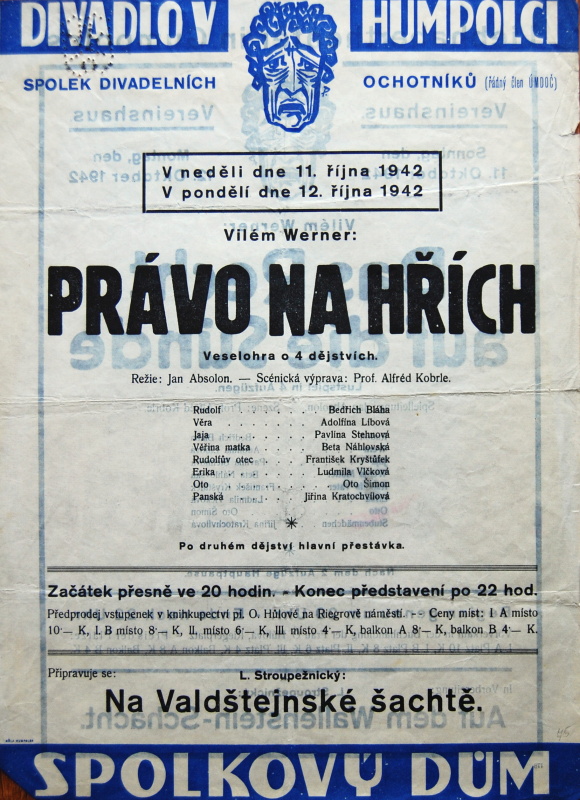 DIVADLO V HUMPOLCI
SPOLEK DIVADELNÍCH OCHOTNÍKŮ (řádný člen ÚMDOČ)
V neděli dne 11. října 1942
V pondělí dne 12. října 1942
Vilém Werner:
PRÁVO NA HŘÍCH
Veselohra o 4 dějstvích.
Režie: Jan Absolon. — Scénická výprava: Prof. Alfréd Kobrle.
Rudolf . . . . . . Bedřich Bláha
Věra . . . . . . . Adolfína Líbová
Jaja . . . . . . . Pavlína Stehnová
Věřina matka . . . . Beta Náhlovská
Rudolfův otec . . . . František Kryštůfek
Erika . . . . . . . Ludmila Vlčková
Oto . . . . . . . Oto Šimon
Panská . . . . . . Jiřina Kratochvílová
Po druhém dějství hlavní přestávka.
Začátek přesně ve 20 hodin. - Konec představení po 22 hod.
Předprodej vstupenek v knihkupectví pí. O. Hůlové na Riegrově náměstí. - Ceny míst: I A místo
10·— K, I. B místo 8·— K, II. místo 6·— K, III místo 4·— K, balkon A 8·— K, balkon B 4·— K.
Připravuje se: L. Stroupežnický:
Na Valdštejnské šachtě.
SPOLKOVÝ DŮM